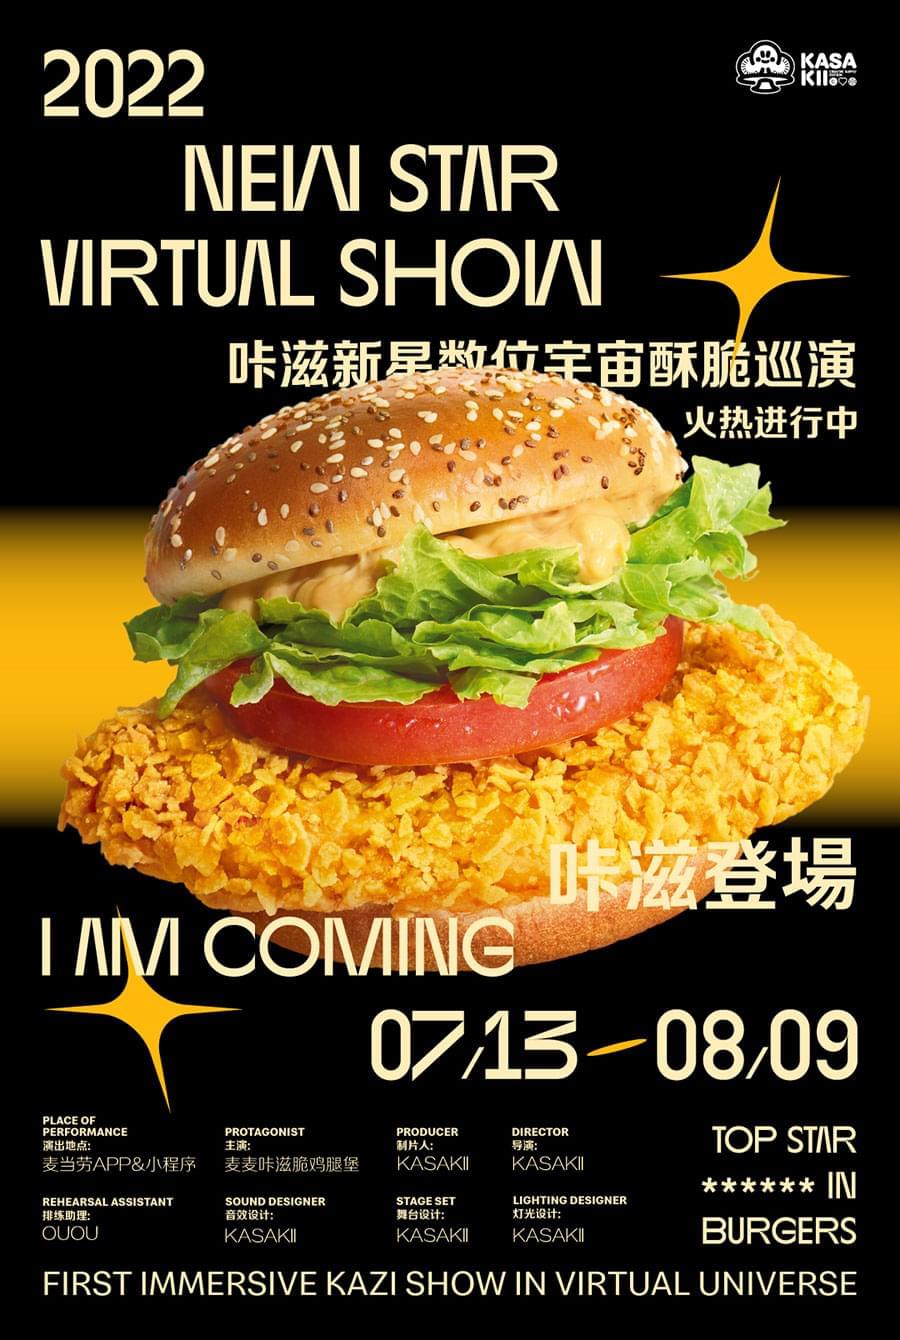 2022
KASA
KII
NEW STAR
VIRTUAL SHOW
咔滋新星数位宇宙酥脆巡演
火热进行中
咔滋登場
I AM COMING
07/13—08/09
PLACE OF
PERFORMANCE
演出地点:
麦当劳APP&小程序
PROTAGONIST
主演:
麦麦咔滋脆鸡腿堡
PRODUCER
制片人:
KASAKII
DIRECTOR
导演:
KASAKII
REHEARSAL ASSISTANT
排练助理:
OUOU
SOUND DESIGNER
音效设计:
KASAKII
STAGE SET
舞台设计:
KASAKII
LIGHTING DESIGNER
灯光设计:
KASAKII
TOP STAR
****** IN
BURGERS
FIRST IMMERSIVE KAZI SHOW IN VIRTUAL UNIVERSE